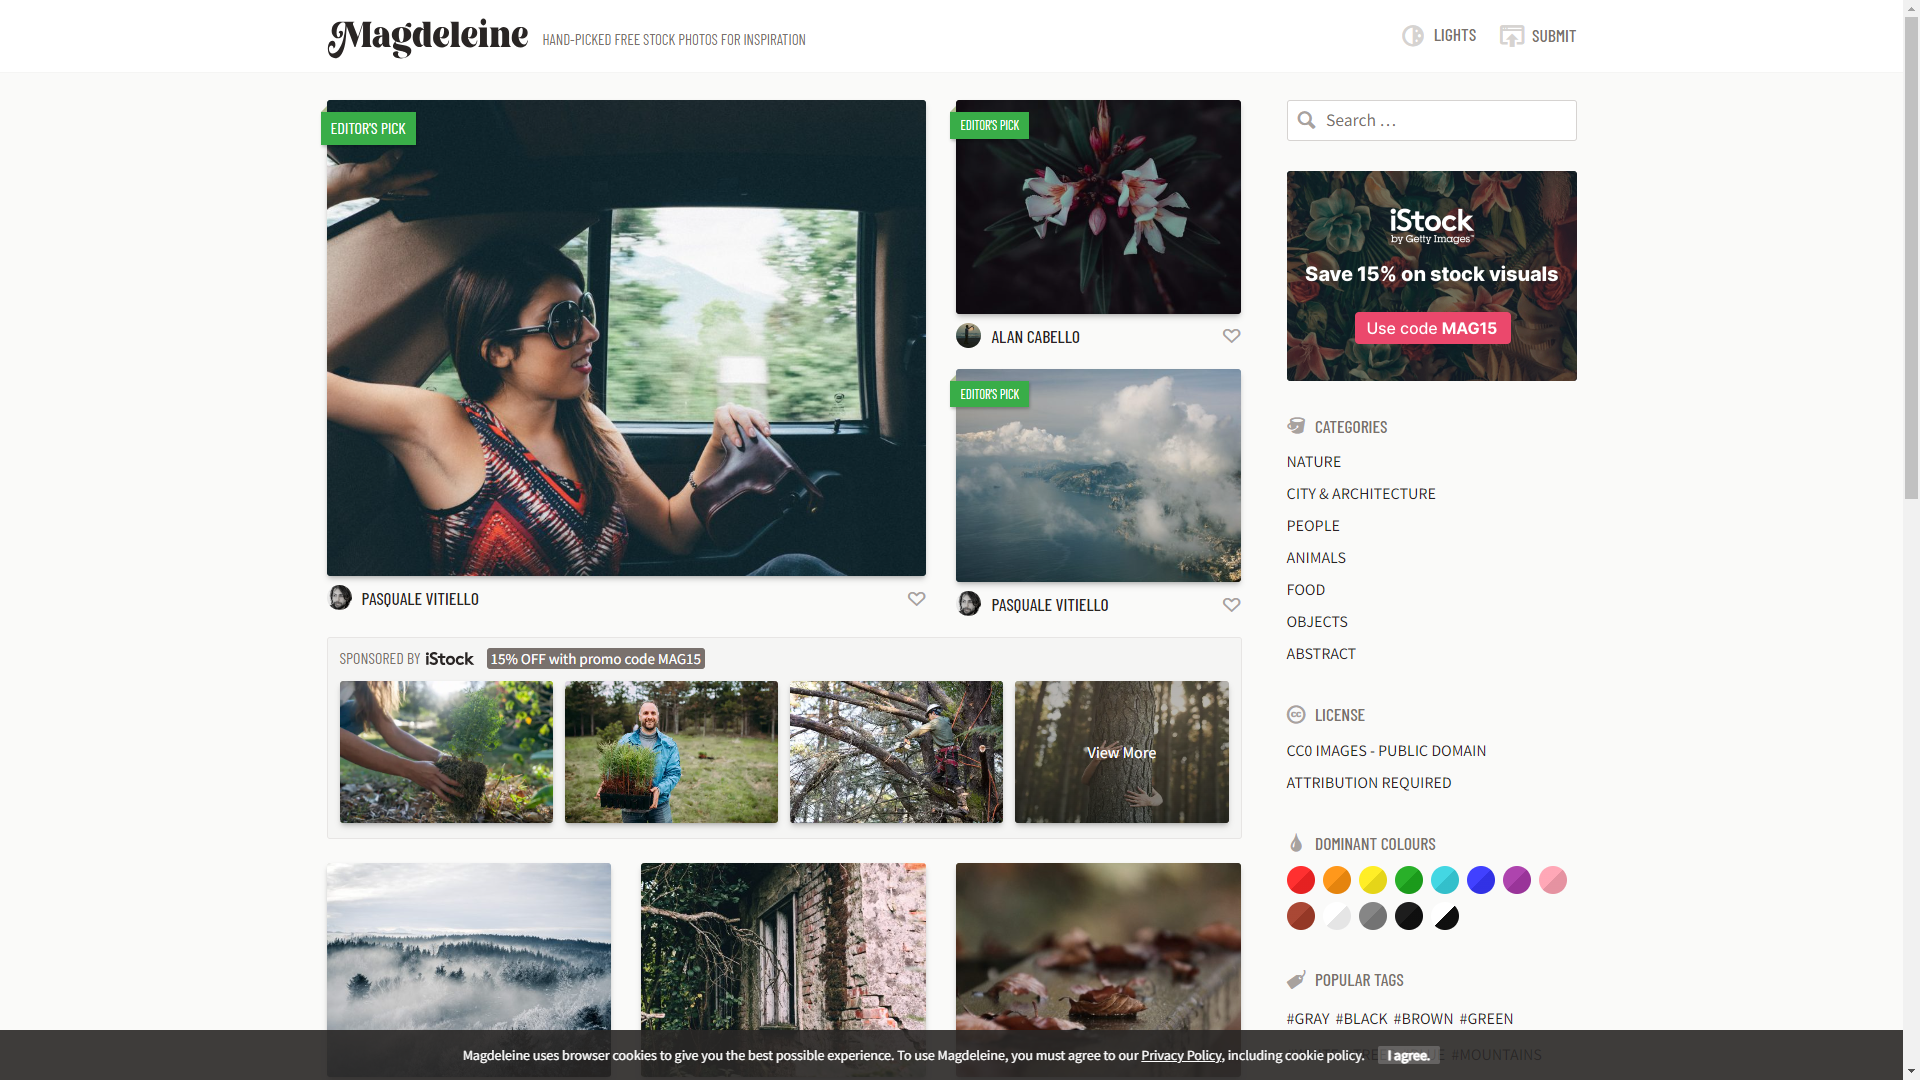 Magdeleine
HAND-PICKED FREE STOCK PHOTOS FOR INSPIRATION
LIGHTS
SUBMIT
EDITOR'S PICK
PASQUALE VITIELLO
EDITOR'S PICK
ALAN CABELLO
EDITOR'S PICK
PASQUALE VITIELLO
SPONSORED BY iStock 15% OFF with promo code MAG15
View More
Search …
iStock
by Getty Images™
Save 15% on stock visuals
Use code MAG15
CATEGORIES
NATURE
CITY & ARCHITECTURE
PEOPLE
ANIMALS
FOOD
OBJECTS
ABSTRACT
LICENSE
CC0 IMAGES - PUBLIC DOMAIN
ATTRIBUTION REQUIRED
DOMINANT COLOURS
POPULAR TAGS
#GRAY #BLACK #BROWN #GREEN
#MOUNTAINS
Magdeleine uses browser cookies to give you the best possible experience. To use Magdeleine, you must agree to our Privacy Policy, including cookie policy. I agree.